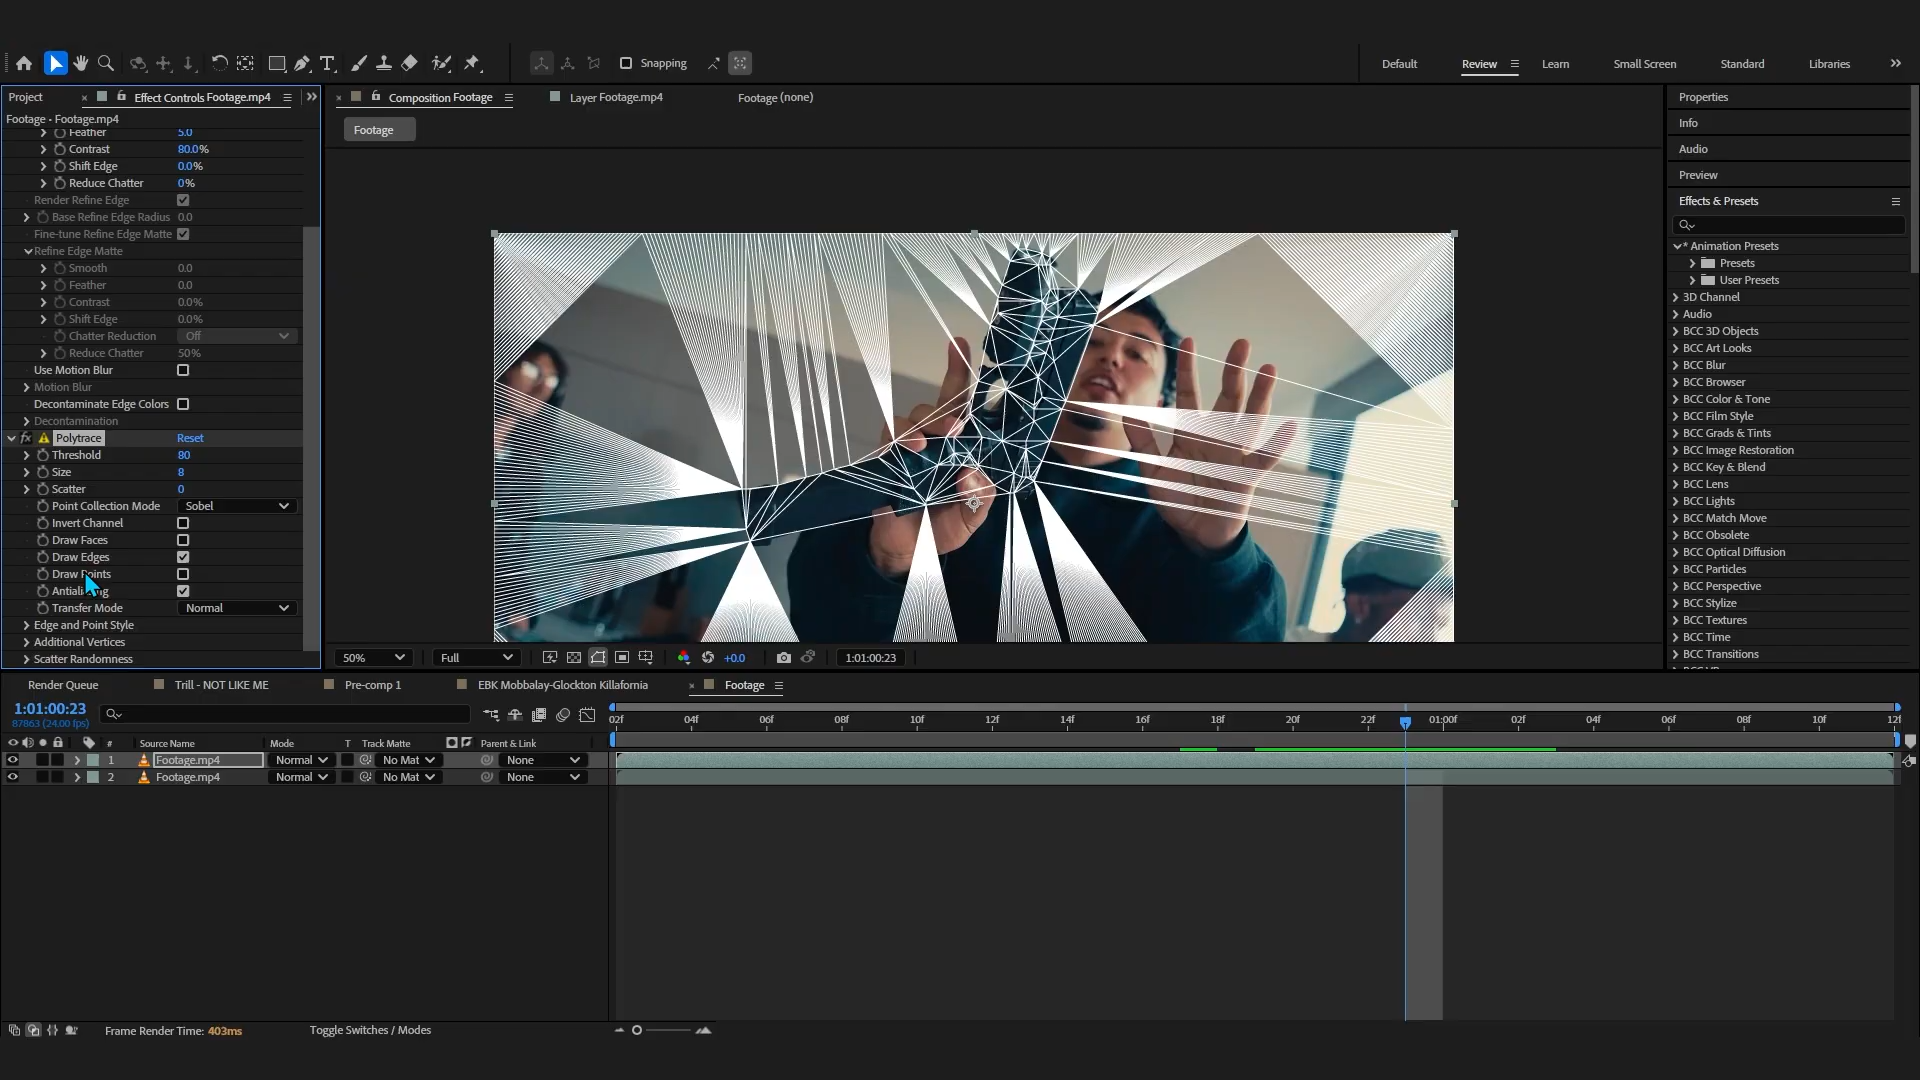 Snapping
Default
Review
Learn
Small Screen
Standard
Libraries
Project
Effect Controls Footage.mp4
Composition Footage
Layer Footage.mp4
Footage (none)
Footage - Footage.mp4
Footage
Feather 5.0
Contrast 80.0%
Shift Edge 0.0%
Reduce Chatter 0%
Render Refine Edge
Base Refine Edge Radius 0.0
Fine-tune Refine Edge Matte
Refine Edge Matte
Smooth 0.0
Feather 0.0
Contrast 0.0%
Shift Edge 0.0%
Chatter Reduction Off
Reduce Chatter 50%
Use Motion Blur
Motion Blur
Decontaminate Edge Colors
Decontamination
fx Polytrace Reset
Threshold 80
Size 8
Scatter 0
Point Collection Mode Sobel
Invert Channel
Draw Faces
Draw Edges
Draw Points
Transfer Mode Normal
Edge and Point Style
Additional Vertices
Scatter Randomness
50%
Full
+0.0
1:01:00:23
Properties
Info
Audio
Preview
Effects & Presets
* Animation Presets
Presets
User Presets
3D Channel
Audio
BCC 3D Objects
BCC Art Looks
BCC Blur
BCC Browser
BCC Color & Tone
BCC Film Style
BCC Grads & Tints
BCC Image Restoration
BCC Key & Blend
BCC Lens
BCC Lights
BCC Match Move
BCC Obsolete
BCC Optical Diffusion
BCC Particles
BCC Perspective
BCC Stylize
BCC Textures
BCC Time
BCC Transitions
Render Queue
Trill - NOT LIKE ME
Pre-comp 1
EBK Mobbalay-Glockton Killafornia
Footage
1:01:00:23
87863 (24.00 fps)
02f 04f 06f 08f 10f 12f 14f 16f 18f 20f 22f 01:00f 02f 04f 06f 08f 10f 12f
# Source Name Mode T Track Matte Parent & Link
1 Footage.mp4 Normal No Mat None
2 Footage.mp4 Normal No Mat None
Frame Render Time: 403ms
Toggle Switches / Modes